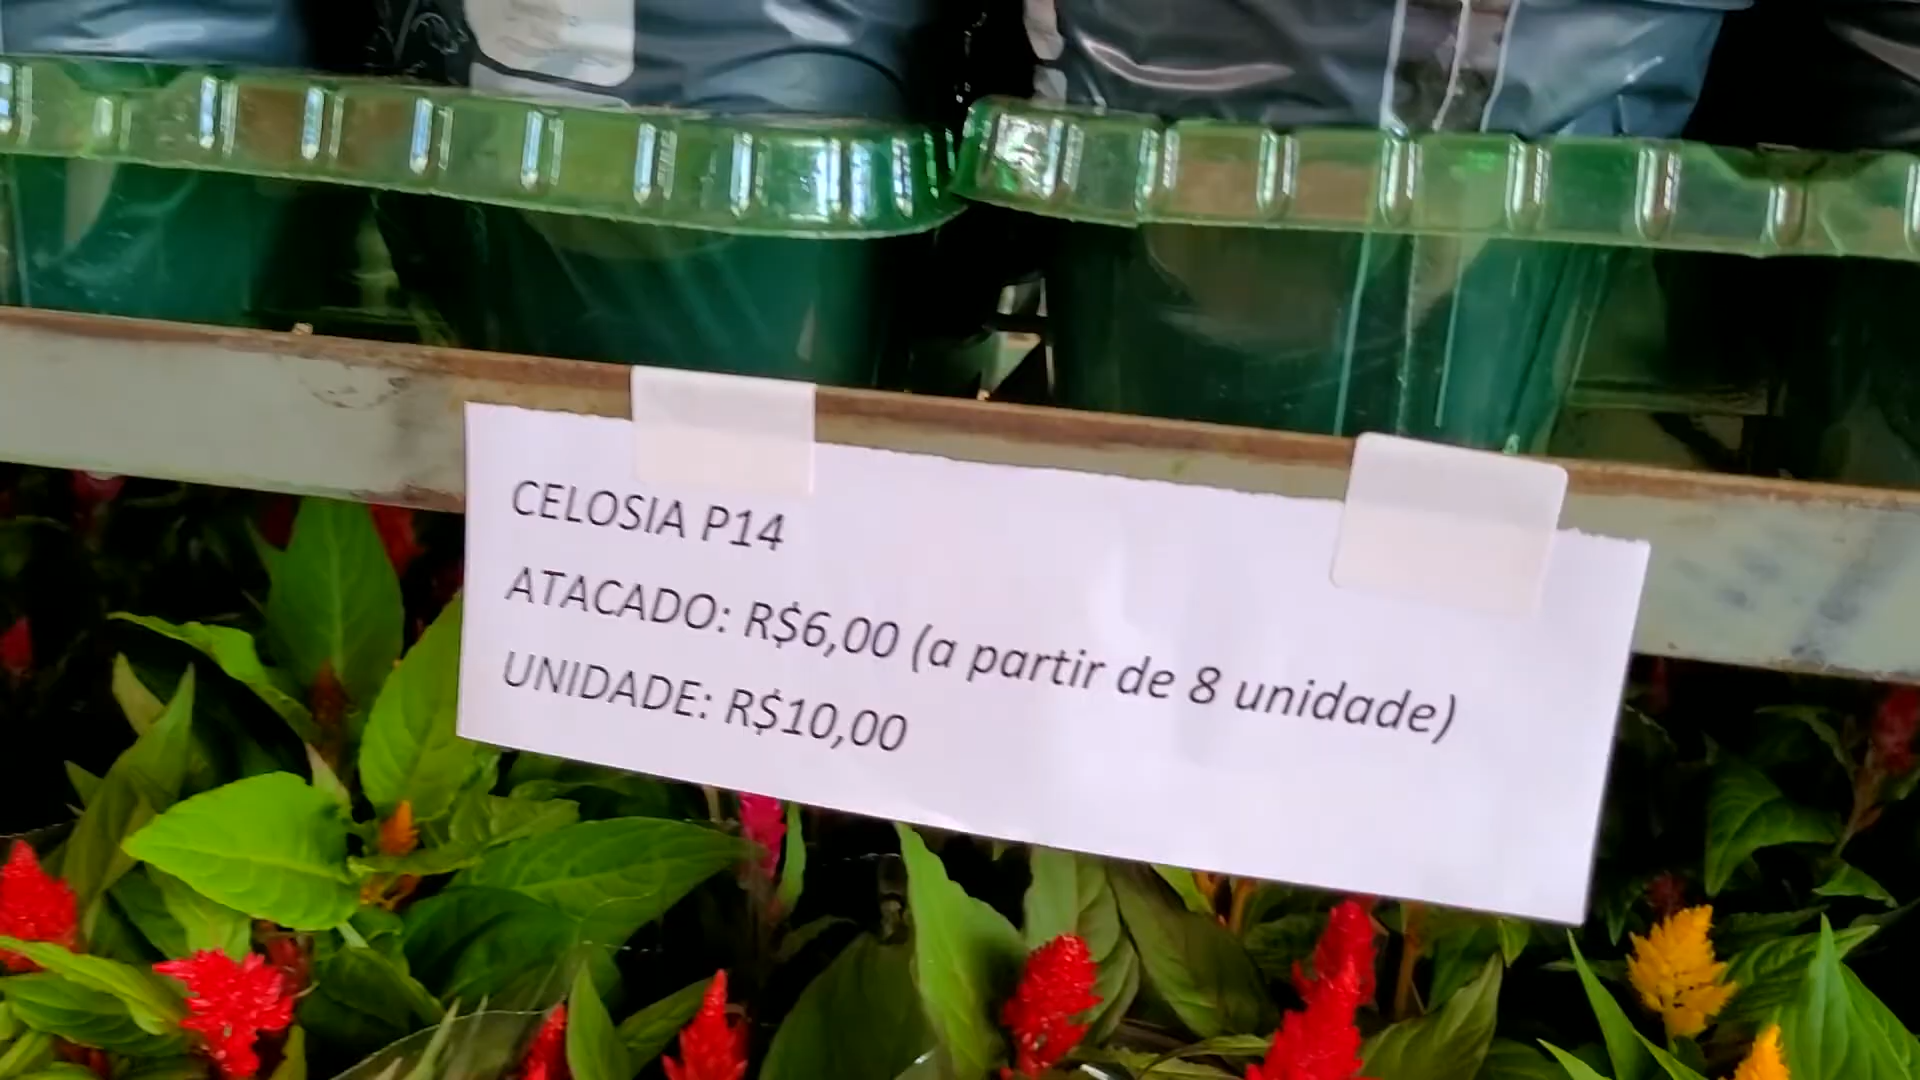 CELOSIA P14
ATACADO: R$6,00 (a partir de 8 unidade)
UNIDADE: R$10,00